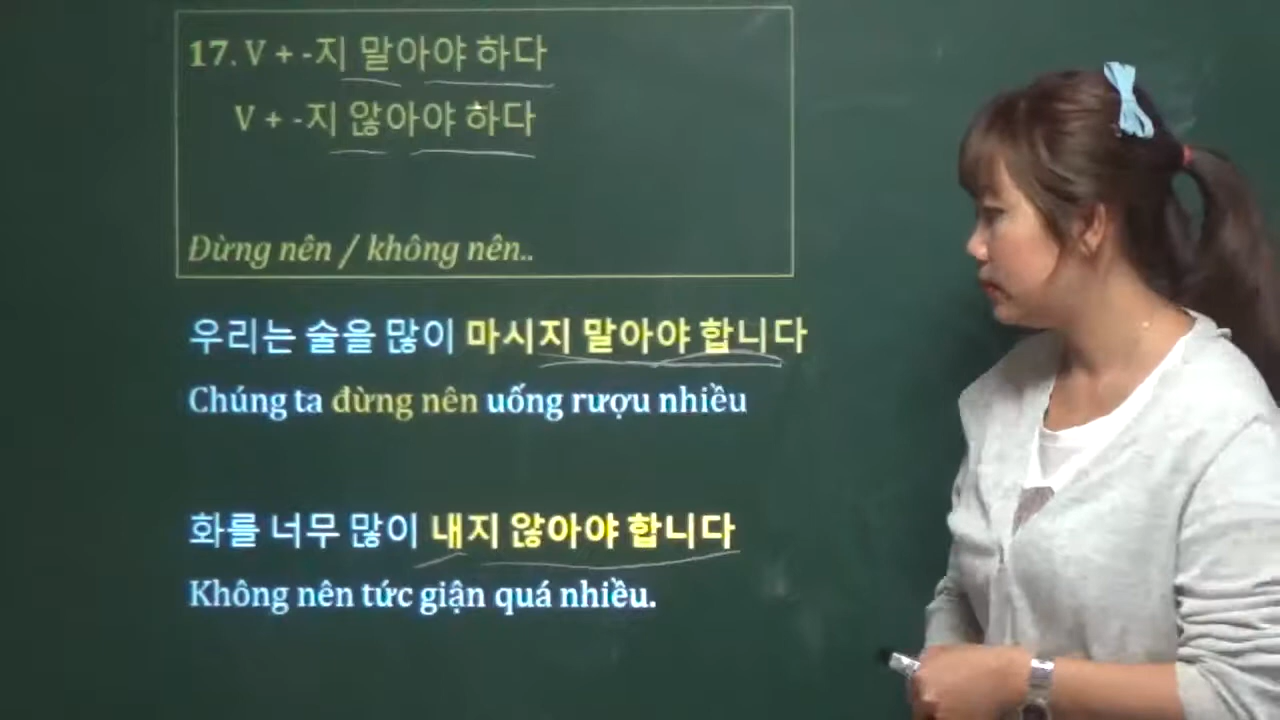 17. V + -지 말아야 하다
V + -지 않아야 하다
Đừng nên / không nên..
우리는 술을 많이 마시지 말아야 합니다
Chúng ta đừng nên uống rượu nhiều
화를 너무 많이 내지 않아야 합니다
Không nên tức giận quá nhiều.